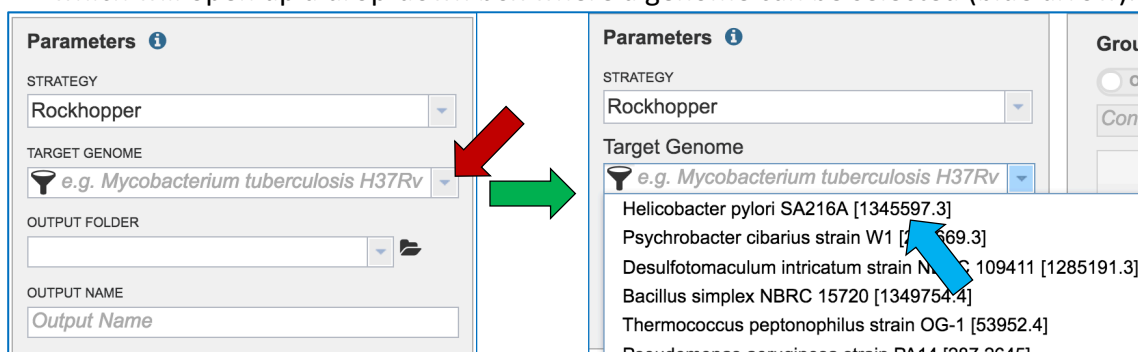 Parameters
STRATEGY
Rockhopper
TARGET GENOME
e.g. Mycobacterium tuberculosis H37Rv
OUTPUT FOLDER
OUTPUT NAME
Output Name
Parameters
STRATEGY
Rockhopper
Target Genome
e.g. Mycobacterium tuberculosis H37Rv
Helicobacter pylori SA216A [1345597.3]
Psychrobacter cibarius strain W1
Desulfotomaculum intricatum strain 109411 [1285191.3]
Bacillus simplex NBRC 15720 [1349754.4]
Thermococcus peptonophilus strain OG-1 [53952.4]
Grou
Con